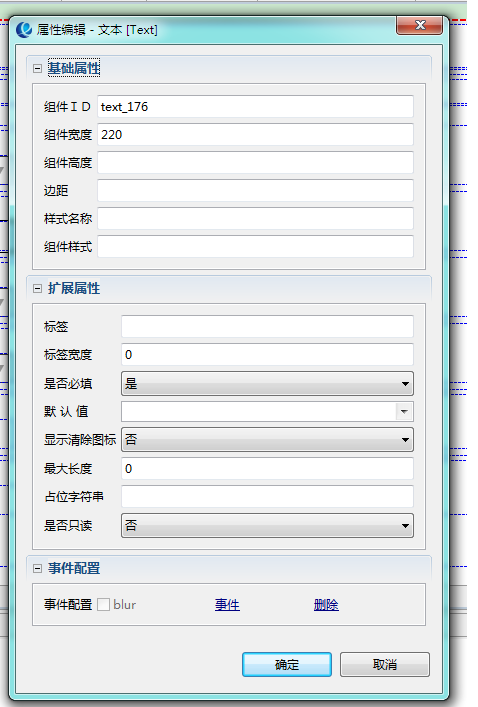 属性编辑 - 文本 [Text]
基础属性
组件ＩＤ text_176
组件宽度 220
组件高度
边距
样式名称
组件样式
扩展属性
标签
标签宽度 0
是否必填 是
默 认 值
显示清除图标 否
最大长度 0
占位字符串
是否只读 否
事件配置
事件配置 blur 事件 删除
确定 取消